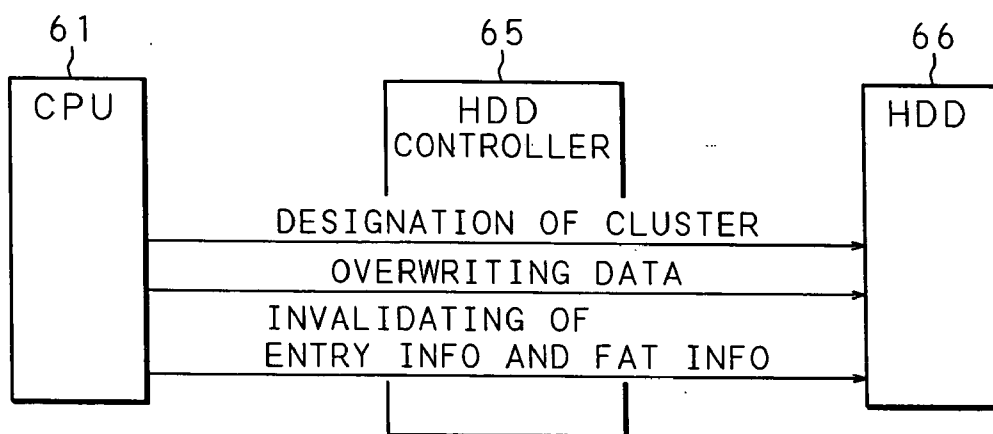 61
65
66
CPU
HDD
CONTROLLER
HDD
DESIGNATION OF CLUSTER
OVERWRITING DATA
INVALIDATING OF
ENTRY INFO AND FAT INFO